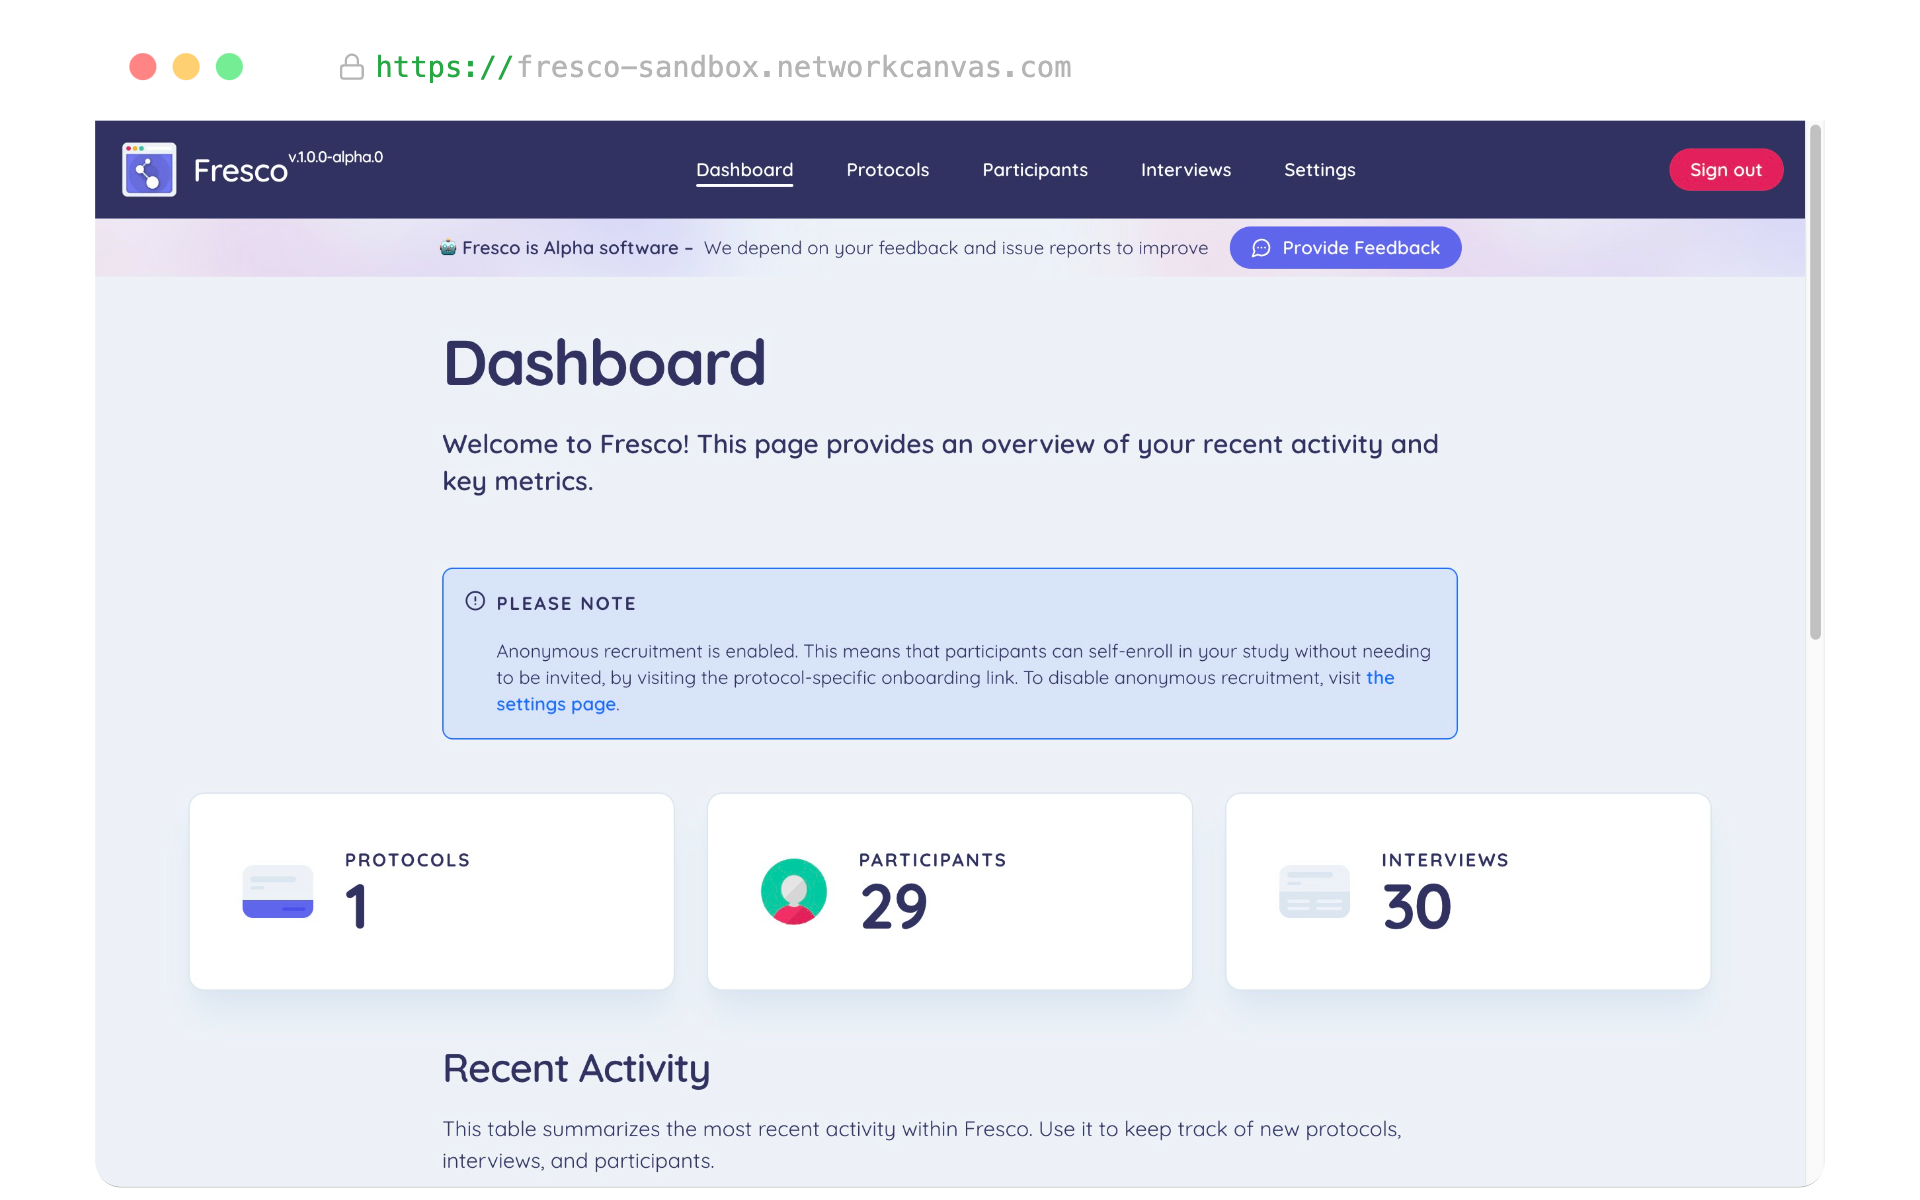 https://fresco-sandbox.networkcanvas.com
Fresco v.1.0.0-alpha.0
Dashboard Protocols Participants Interviews Settings
Sign out
Fresco is Alpha software – We depend on your feedback and issue reports to improve
Provide Feedback
Dashboard
Welcome to Fresco! This page provides an overview of your recent activity and
key metrics.
PLEASE NOTE
Anonymous recruitment is enabled. This means that participants can self-enroll in your study without needing
to be invited, by visiting the protocol-specific onboarding link. To disable anonymous recruitment, visit the
settings page.
PROTOCOLS
1
PARTICIPANTS
29
INTERVIEWS
30
Recent Activity
This table summarizes the most recent activity within Fresco. Use it to keep track of new protocols,
interviews, and participants.